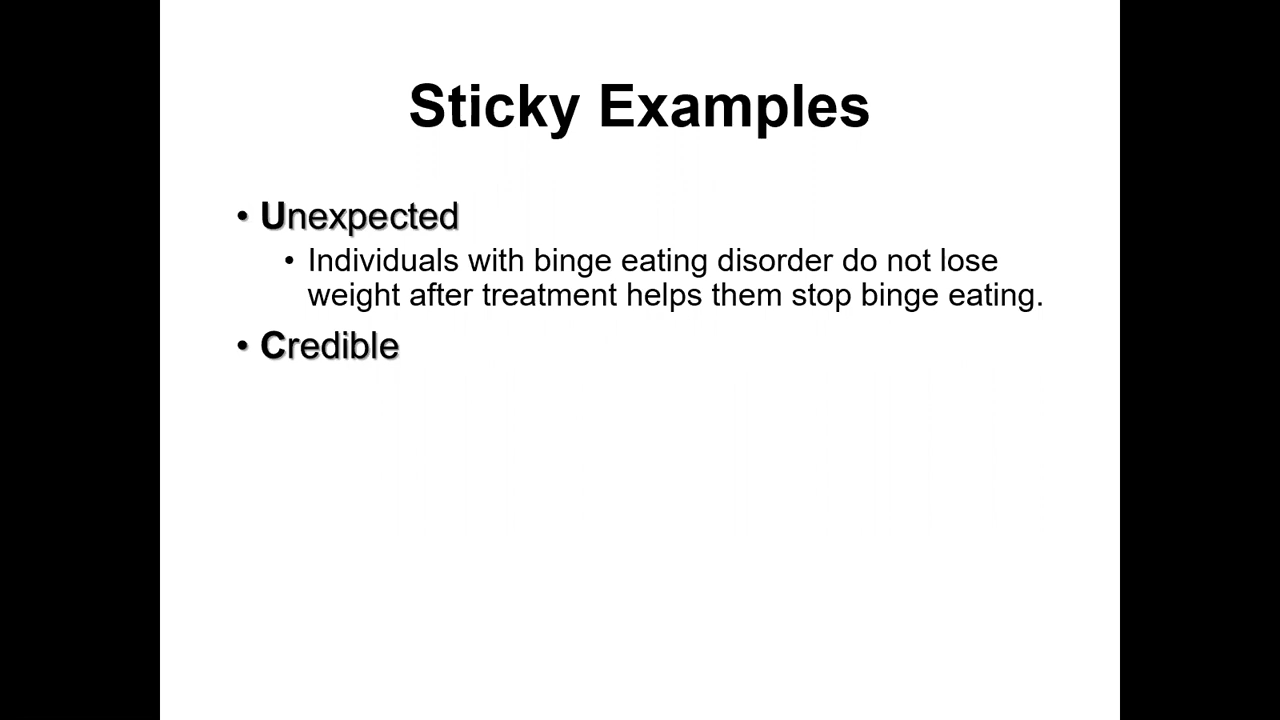 Sticky Examples
• Unexpected
• Individuals with binge eating disorder do not lose
weight after treatment helps them stop binge eating.
• Credible